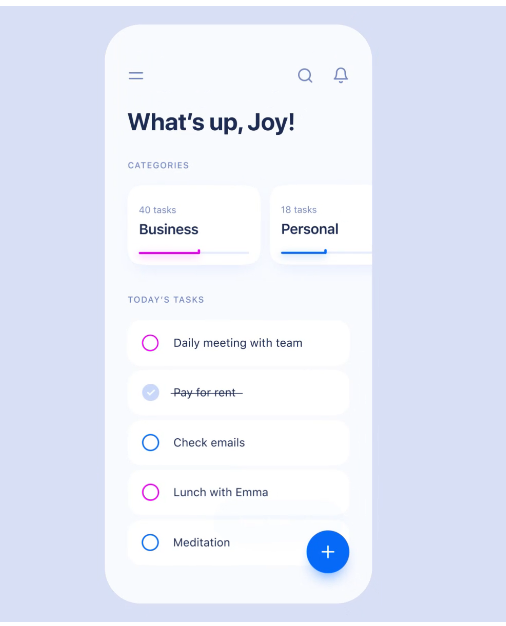 What's up, Joy!
CATEGORIES
40 tasks
Business
18 tasks
Personal
TODAY'S TASKS
Daily meeting with team
Pay for rent
Check emails
Lunch with Emma
Meditation